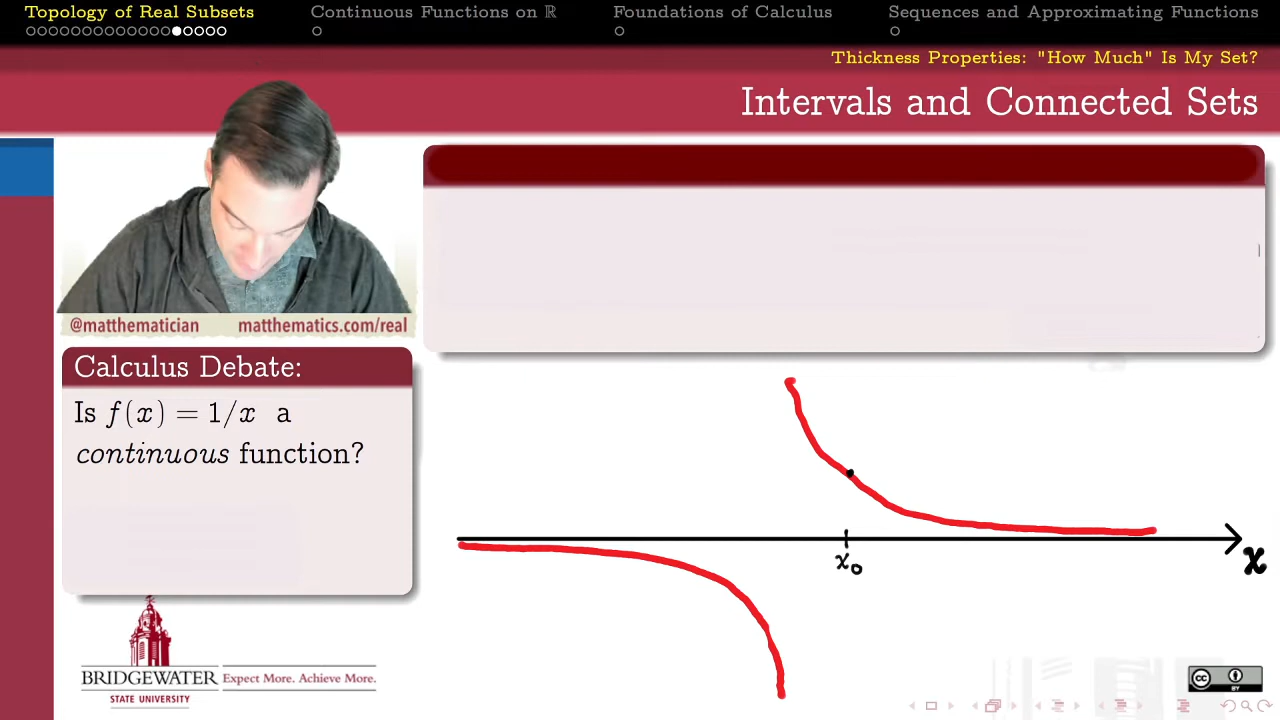 Topology of Real Subsets
Continuous Functions on ℝ
Foundations of Calculus
Sequences and Approximating Functions
Thickness Properties: "How Much" Is My Set?
Intervals and Connected Sets
@matthematician matthematics.com/real
Calculus Debate:
Is f(x) = 1/x a
continuous function?
x₀
x
BRIDGEWATER
STATE UNIVERSITY
Expect More. Achieve More.
CC BY